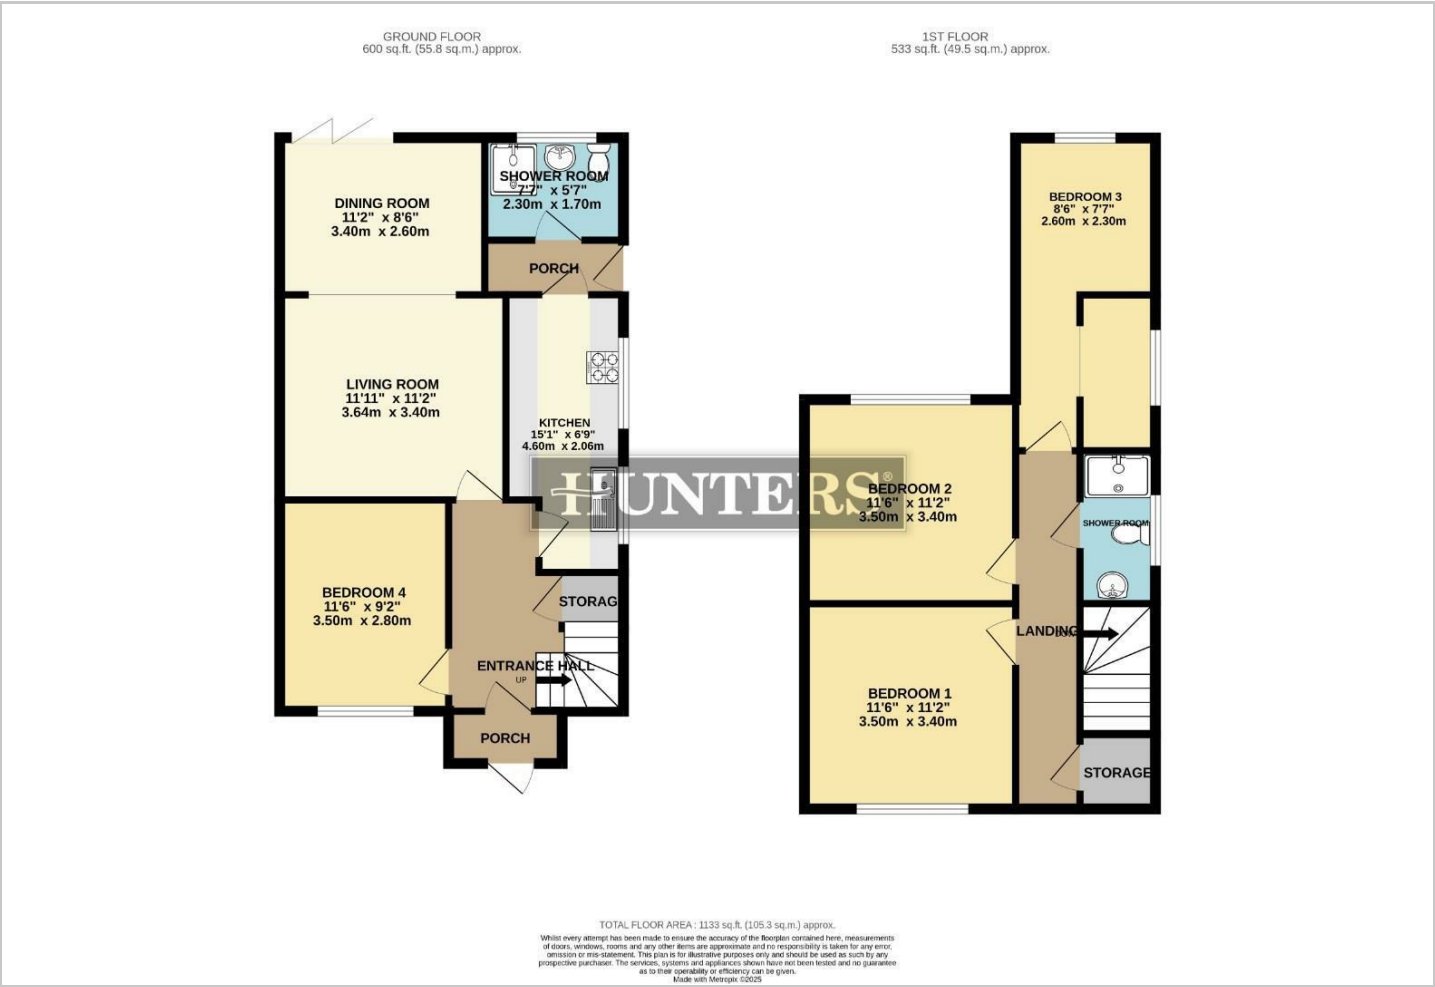 GROUND FLOOR
600 sq.ft. (55.8 sq.m.) approx.
1ST FLOOR
533 sq.ft. (49.5 sq.m.) approx.
DINING ROOM
11'2" x 8'6"
3.40m x 2.60m
SHOWER ROOM
7'7" x 5'7"
2.30m x 1.70m
PORCH
LIVING ROOM
11'11" x 11'2"
3.64m x 3.40m
KITCHEN
15'1" x 6'9"
4.60m x 2.06m
BEDROOM 4
11'6" x 9'2"
3.50m x 2.80m
STORAG
ENTRANCE HALL
UP
PORCH
HUNTERS®
BEDROOM 3
8'6" x 7'7"
2.60m x 2.30m
BEDROOM 2
11'6" x 11'2"
3.50m x 3.40m
SHOWER ROOM
LANDING
BEDROOM 1
11'6" x 11'2"
3.50m x 3.40m
STORAGE
TOTAL FLOOR AREA : 1133 sq.ft. (105.3 sq.m.) approx.
Whilst every attempt has been made to ensure the accuracy of the floorplan contained here, measurements
of doors, windows, rooms and any other items are approximate and no responsibility is taken for any error,
omission or mis-statement. This plan is for illustrative purposes only and should be used as such by any
prospective purchaser. The services, systems and appliances shown have not been tested and no guarantee
as to their operability or efficiency can be given.
Made with Metropix ©2025